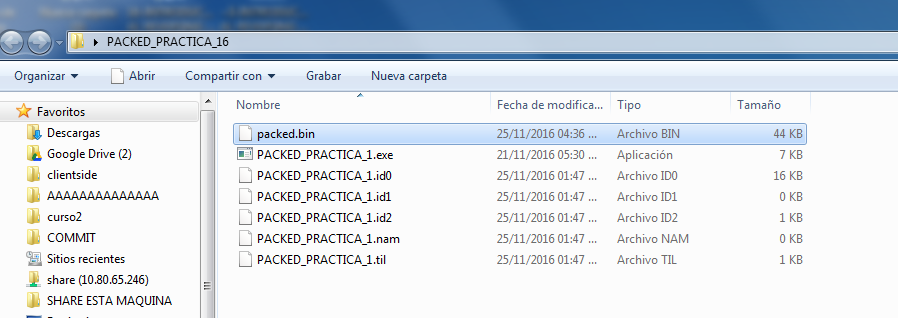 PACKED_PRACTICA_16
Organizar Abrir Compartir con Grabar Nueva carpeta
Favoritos
Descargas
Google Drive (2)
clientside
AAAAAAAAAAAAAA
curso2
COMMIT
Sitios recientes
share (10.80.65.246)
SHARE ESTA MAQUINA
Nombre Fecha de modifica... Tipo Tamaño
packed.bin 25/11/2016 04:36 ... Archivo BIN 44 KB
PACKED_PRACTICA_1.exe 21/11/2016 05:30 ... Aplicación 7 KB
PACKED_PRACTICA_1.id0 25/11/2016 01:47 ... Archivo ID0 16 KB
PACKED_PRACTICA_1.id1 25/11/2016 01:47 ... Archivo ID1 0 KB
PACKED_PRACTICA_1.id2 25/11/2016 01:47 ... Archivo ID2 1 KB
PACKED_PRACTICA_1.nam 25/11/2016 01:47 ... Archivo NAM 0 KB
PACKED_PRACTICA_1.til 25/11/2016 01:47 ... Archivo TIL 1 KB